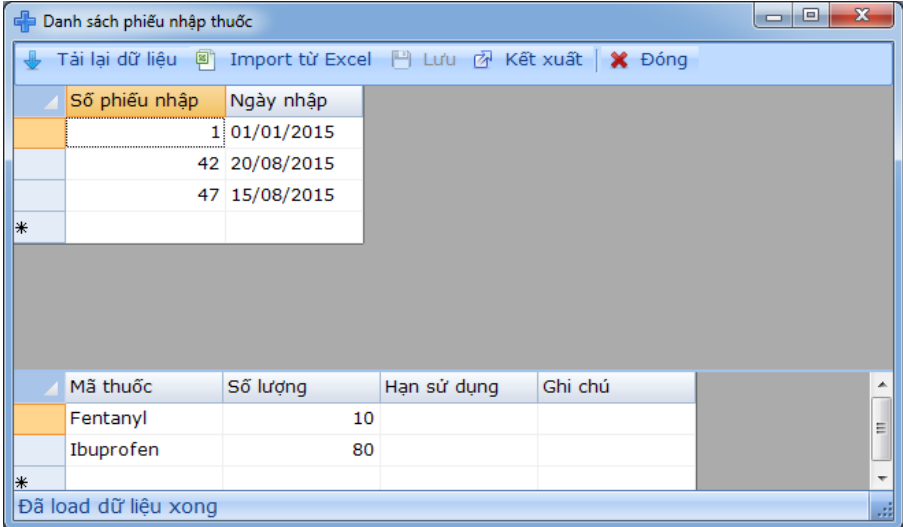 Danh sách phiếu nhập thuốc
Tải lại dữ liệu Import từ Excel Lưu Kết xuất Đóng
Số phiếu nhập Ngày nhập
1 01/01/2015
42 20/08/2015
47 15/08/2015
*
Mã thuốc Số lượng Hạn sử dụng Ghi chú
Fentanyl 10
Ibuprofen 80
*
Đã load dữ liệu xong